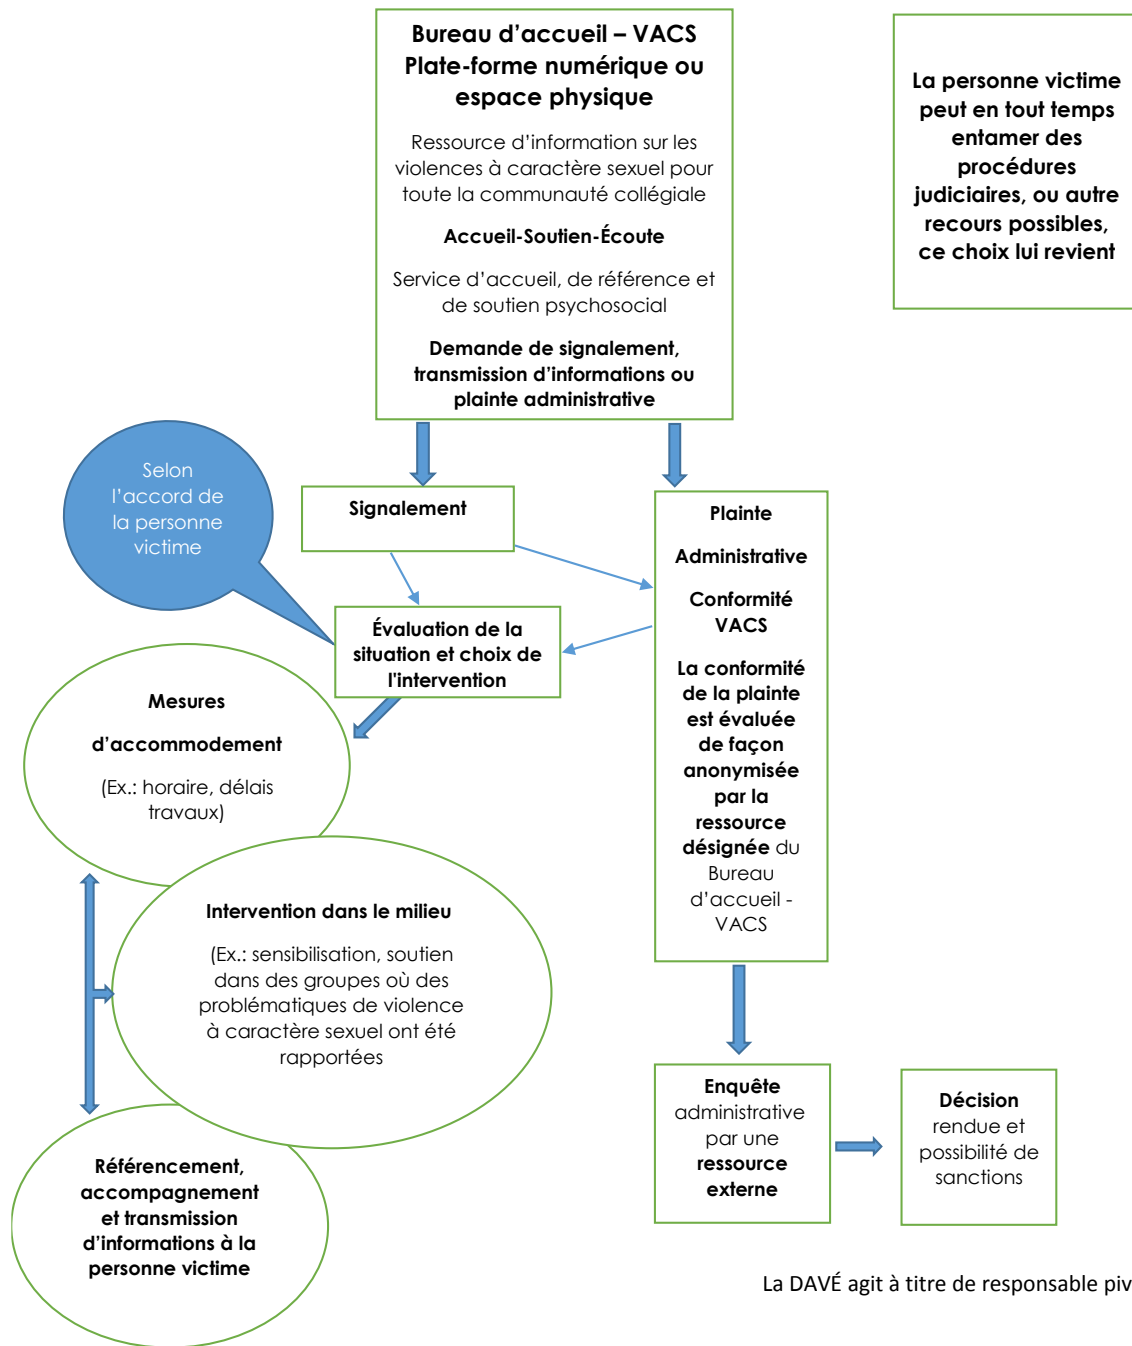 Bureau d’accueil – VACS
Plate-forme numérique ou
espace physique
Ressource d’information sur les
violences à caractère sexuel pour
toute la communauté collégiale
Accueil-Soutien-Écoute
Service d’accueil, de référence et
de soutien psychosocial
Demande de signalement,
transmission d’informations ou
plainte administrative
La personne victime
peut en tout temps
entamer des
procédures
judiciaires, ou autre
recours possibles,
ce choix lui revient
Selon
l’accord de
la personne
victime
Signalement
Plainte
Administrative
Conformité
VACS
La conformité
de la plainte
est évaluée
de façon
anonymisée
par la
ressource
désignée du
Bureau
d’accueil -
VACS
Évaluation de la
situation et choix de
l'intervention
Mesures
d’accommodement
(Ex.: horaire, délais
travaux)
Intervention dans le milieu
(Ex.: sensibilisation, soutien
dans des groupes où des
problématiques de violence
à caractère sexuel ont été
rapportées
Référencement,
accompagnement
et transmission
d’informations à la
personne victime
Enquête
administrative
par une
ressource
externe
Décision
rendue et
possibilité de
sanctions
La DAVÉ agit à titre de responsable piv